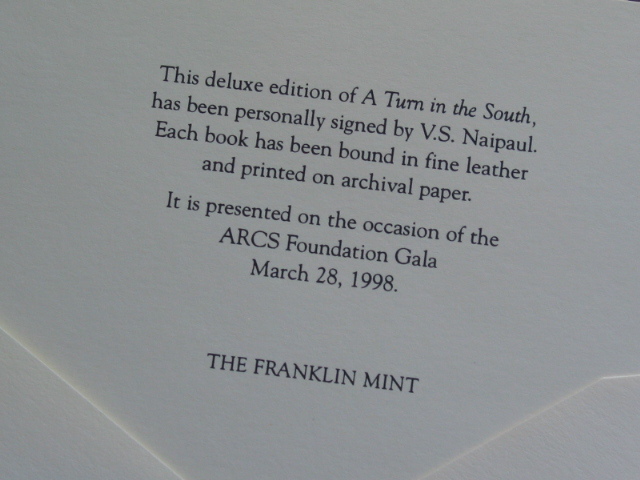 This deluxe edition of A Turn in the South,
has been personally signed by V.S. Naipaul.
Each book has been bound in fine leather
and printed on archival paper.
It is presented on the occasion of the
ARCS Foundation Gala
March 28, 1998.
THE FRANKLIN MINT